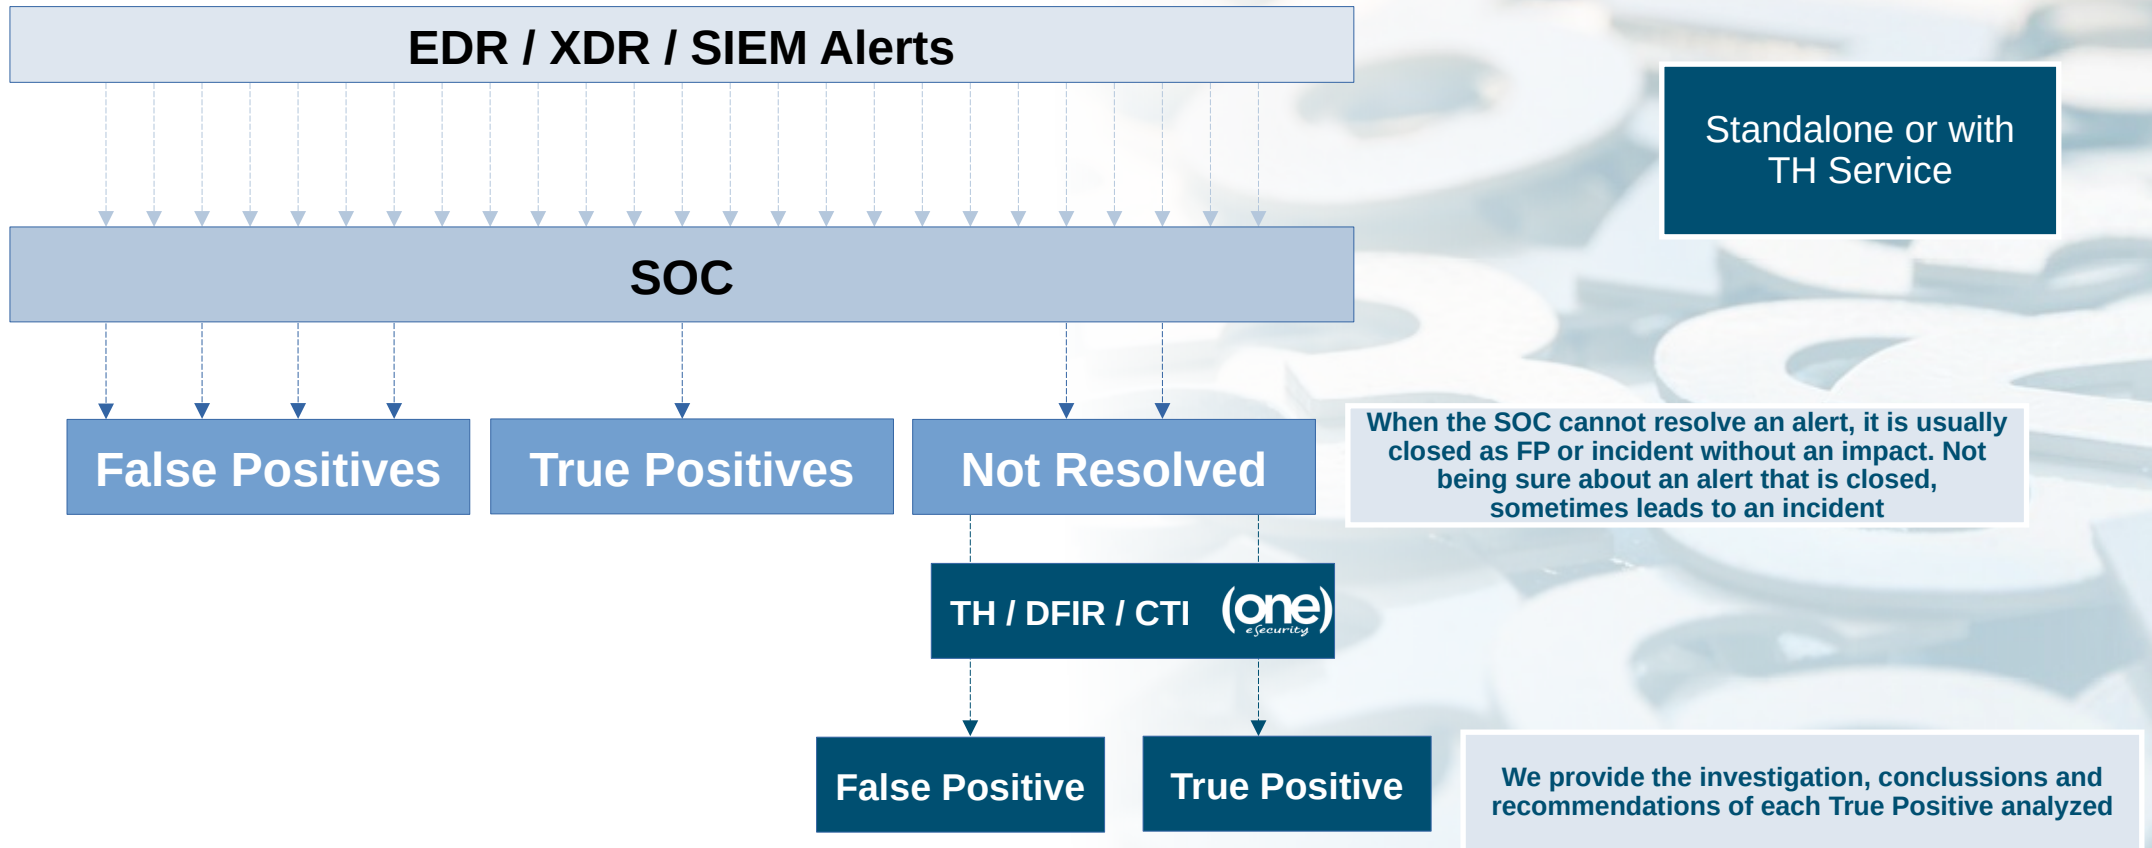 EDR / XDR / SIEM Alerts
Standalone or with
TH Service
SOC
False Positives
True Positives
Not Resolved
When the SOC cannot resolve an alert, it is usually
closed as FP or incident without an impact. Not
being sure about an alert that is closed,
sometimes leads to an incident
TH / DFIR / CTI
(one)
eSecurity
False Positive
True Positive
We provide the investigation, conclussions and
recommendations of each True Positive analyzed